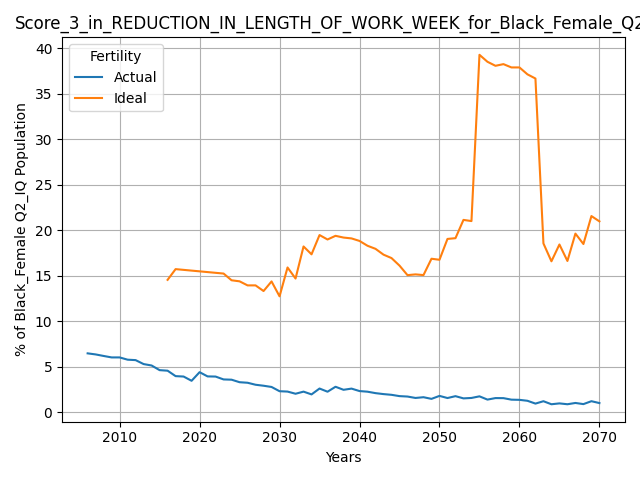 Score_3_in_REDUCTION_IN_LENGTH_OF_WORK_WEEK_for_Black_Female_Q2
Fertility
Actual
Ideal
% of Black_Female Q2_IQ Population
40
35
30
25
20
15
10
5
0
2010 2020 2030 2040 2050 2060 2070
Years